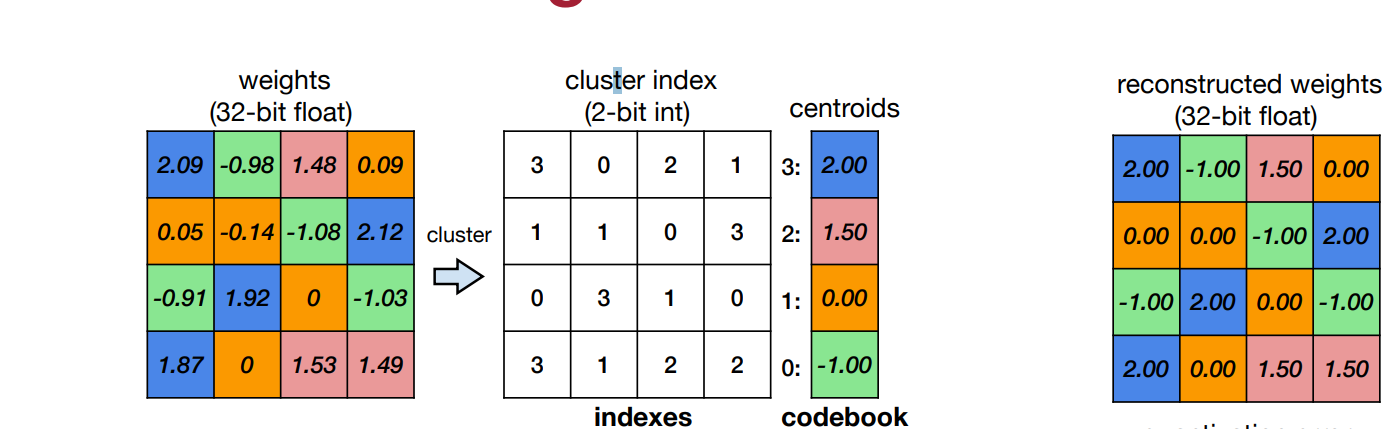 weights
(32-bit float)
2.09 -0.98 1.48 0.09
0.05 -0.14 -1.08 2.12
-0.91 1.92 0 -1.03
1.87 0 1.53 1.49
cluster
cluster index
(2-bit int)
3 0 2 1
1 1 0 3
0 3 1 0
3 1 2 2
indexes
centroids
3: 2.00
2: 1.50
1: 0.00
0: -1.00
codebook
reconstructed weights
(32-bit float)
2.00 -1.00 1.50 0.00
0.00 0.00 -1.00 2.00
-1.00 2.00 0.00 -1.00
2.00 0.00 1.50 1.50